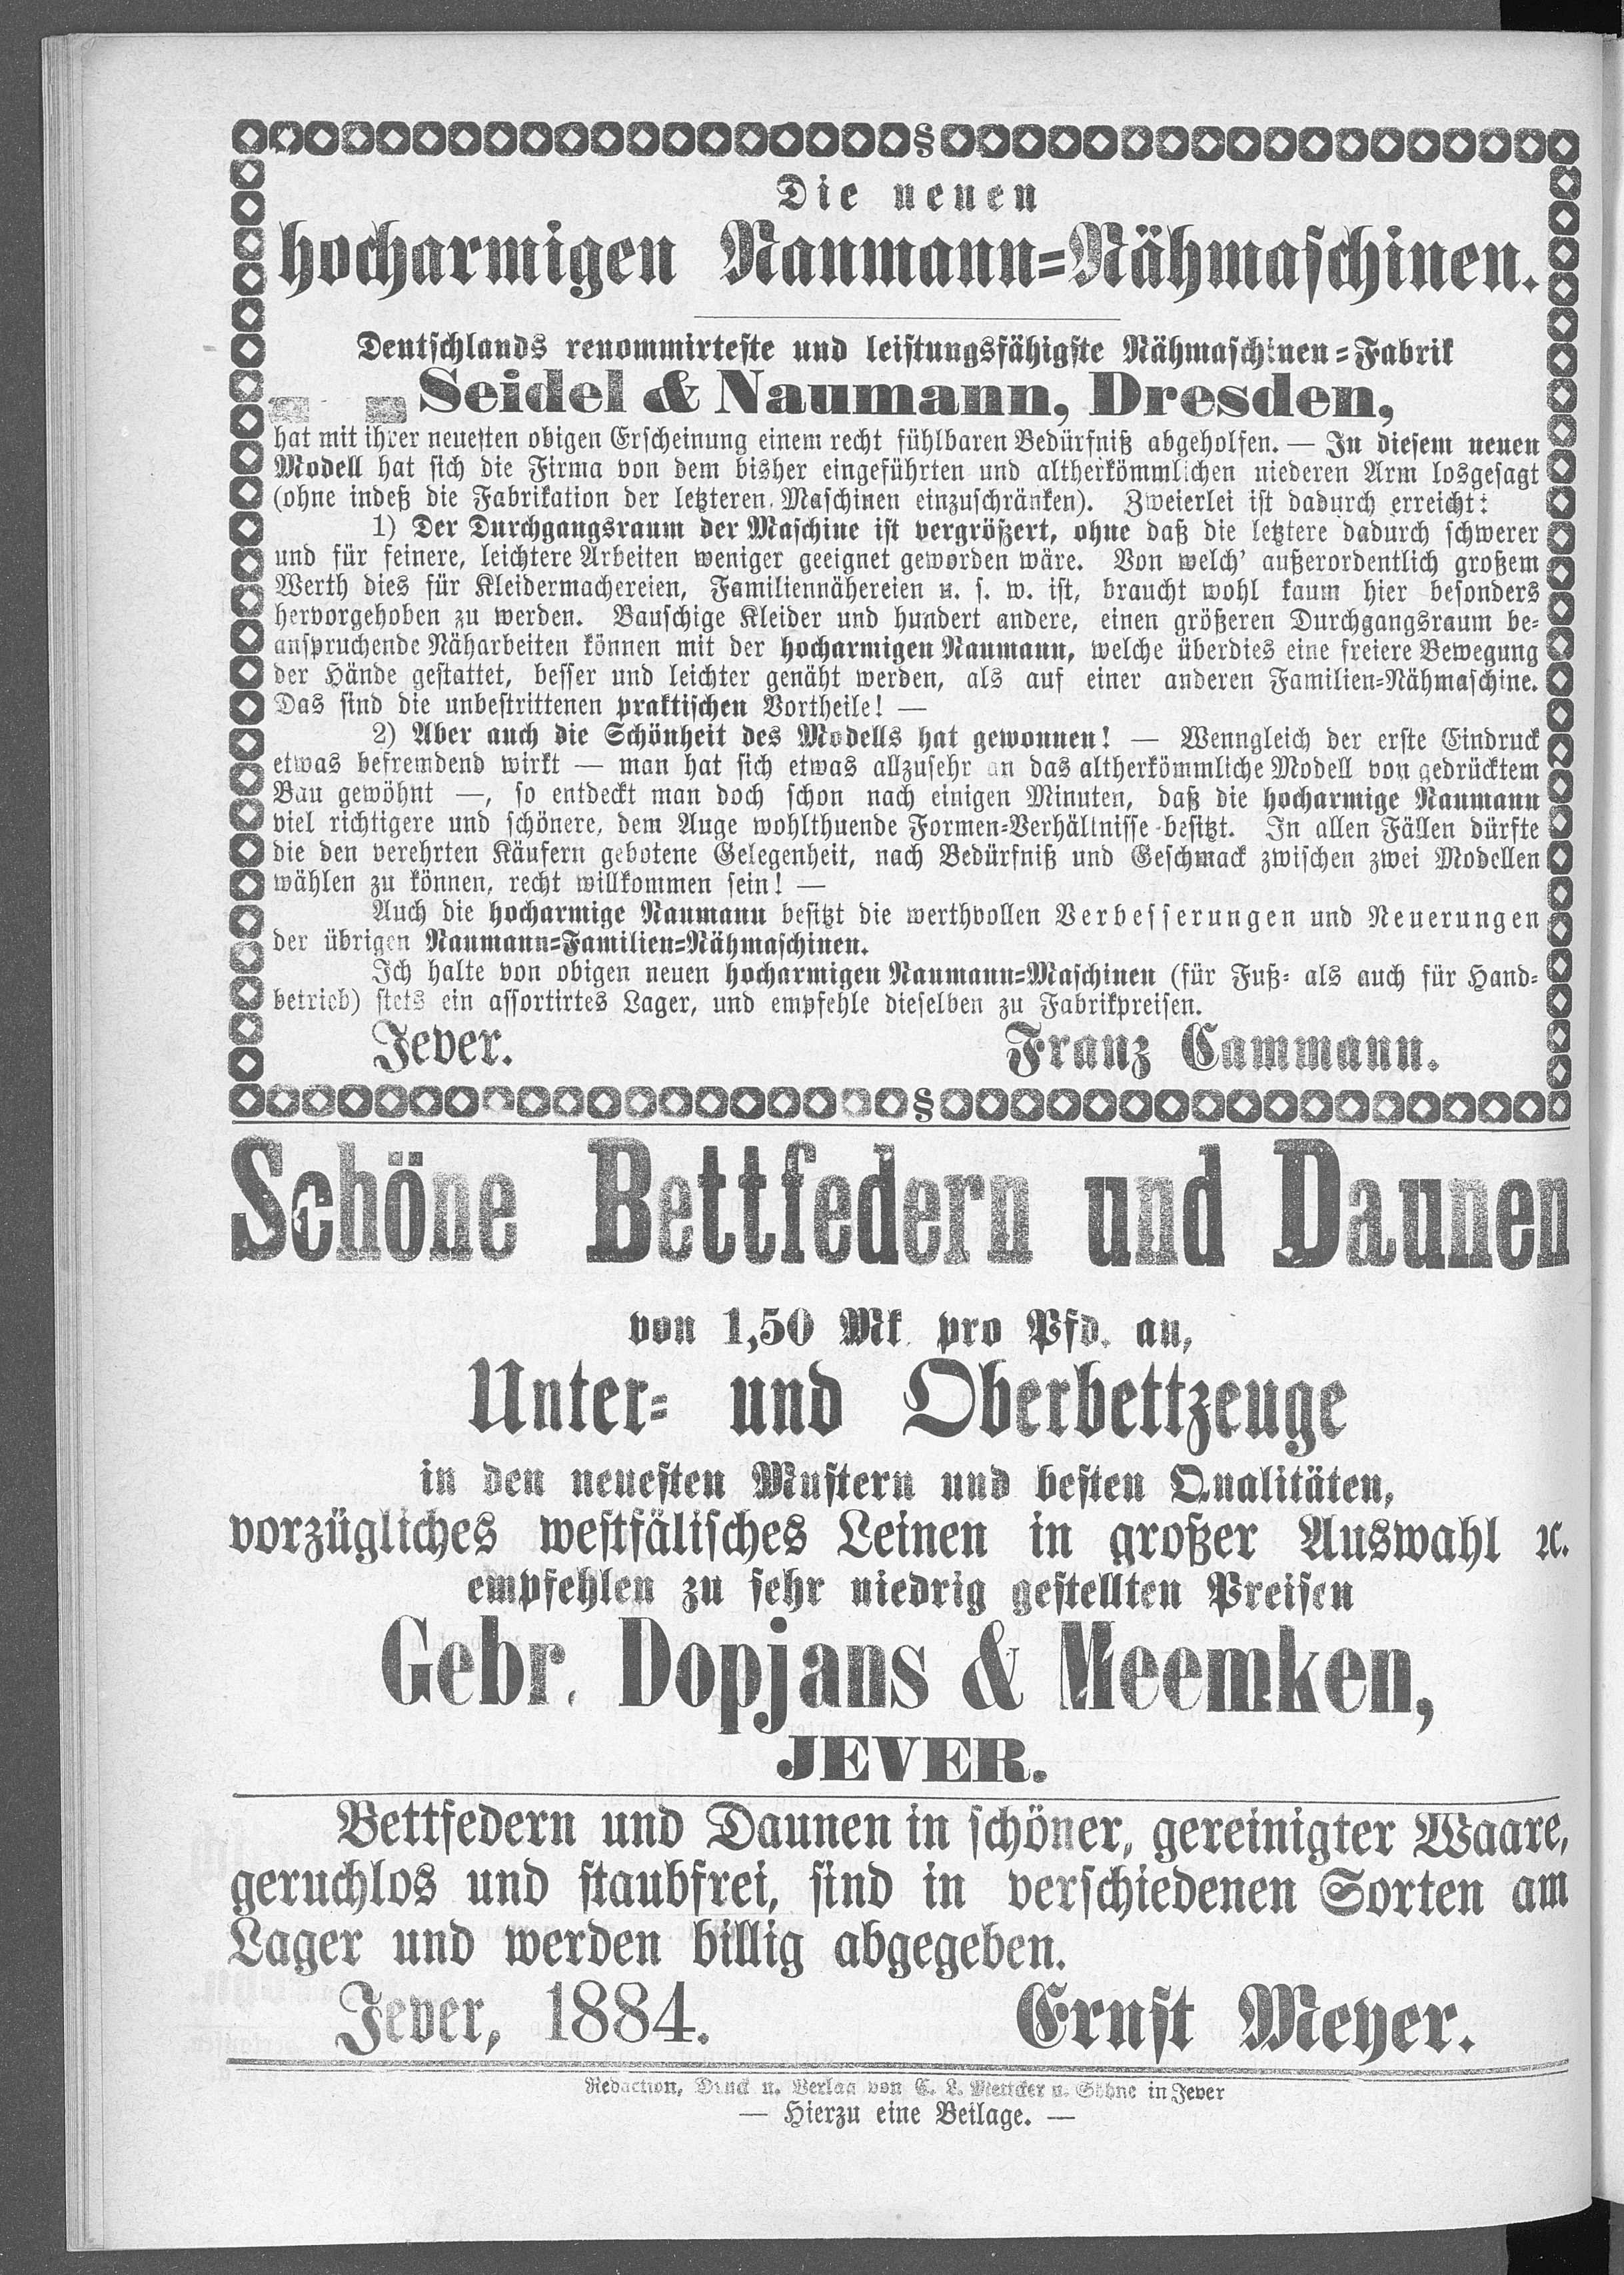 Die neuen
hocharmigen Naumann=Nähmaschinen.
Deutschlands renommirteste und leistungsfähigste Nähmaschinen=Fabrik
Seidel & Naumann, Dresden,
hat mit ihrer neuesten obigen Erscheinung einem recht fühlbaren Bedürfniß abgeholfen. — In diesem neuen
Modell hat sich die Firma von dem bisher eingeführten und altherkömmlichen niederen Arm losgesagt
(ohne indeß die Fabrikation der letzteren Maschinen einzuschränken). Zweierlei ist dadurch erreicht:
1) Der Durchgangsraum der Maschine ist vergrößert, ohne daß die letztere dadurch schwerer
und für feinere, leichtere Arbeiten weniger geeignet geworden wäre. Von welch' außerordentlich großem
Werth dies für Kleidermachereien, Familiennähereien u. s. w. ist, braucht wohl kaum hier besonders
hervorgehoben zu werden. Bauschige Kleider und hundert andere, einen größeren Durchgangsraum be=
anspruchende Näharbeiten können mit der hocharmigen Naumann, welche überdies eine freiere Bewegung
der Hände gestattet, besser und leichter genäht werden, als auf einer anderen Familien=Nähmaschine.
Das sind die unbestrittenen praktischen Vortheile! —
2) Aber auch die Schönheit des Modells hat gewonnen! — Wenngleich der erste Eindruck
etwas befremdend wirkt — man hat sich etwas allzusehr an das altherkömmliche Modell von gedrücktem
Bau gewöhnt —, so entdeckt man doch schon nach einigen Minuten, daß die hocharmige Naumann
viel richtigere und schönere, dem Auge wohlthuende Formen=Verhältnisse besitzt. In allen Fällen dürfte
die den verehrten Käufern gebotene Gelegenheit, nach Bedürfniß und Geschmack zwischen zwei Modellen
wählen zu können, recht willkommen sein! —
Auch die hocharmige Naumann besitzt die werthvollen Verbesserungen und Neuerungen
der übrigen Naumann=Familien=Nähmaschinen.
Ich halte von obigen neuen hocharmigen Naumann=Maschinen (für Fuß= als auch für Hand=
betrieb) stets ein assortirtes Lager, und empfehle dieselben zu Fabrikpreisen.
Jever. Franz Cammann.
Schöne Bettfedern und Daunen
von 1,50 Mk. pro Pfd. an,
Unter= und Oberbettzeuge
in den neuesten Mustern und besten Qualitäten,
vorzügliches westfälisches Leinen in großer Auswahl ꝛc.
empfehlen zu sehr niedrig gestellten Preisen
Gebr. Dopjans & Meemken,
JEVER.
Bettfedern und Daunen in schöner, gereinigter Waare,
geruchlos und staubfrei, sind in verschiedenen Sorten am
Lager und werden billig abgegeben.
Jever, 1884. Ernst Meyer.
Redaction, Druck u. Verlag von C. L. Mettcker u. Söhne in Jever
— Hierzu eine Beilage. —